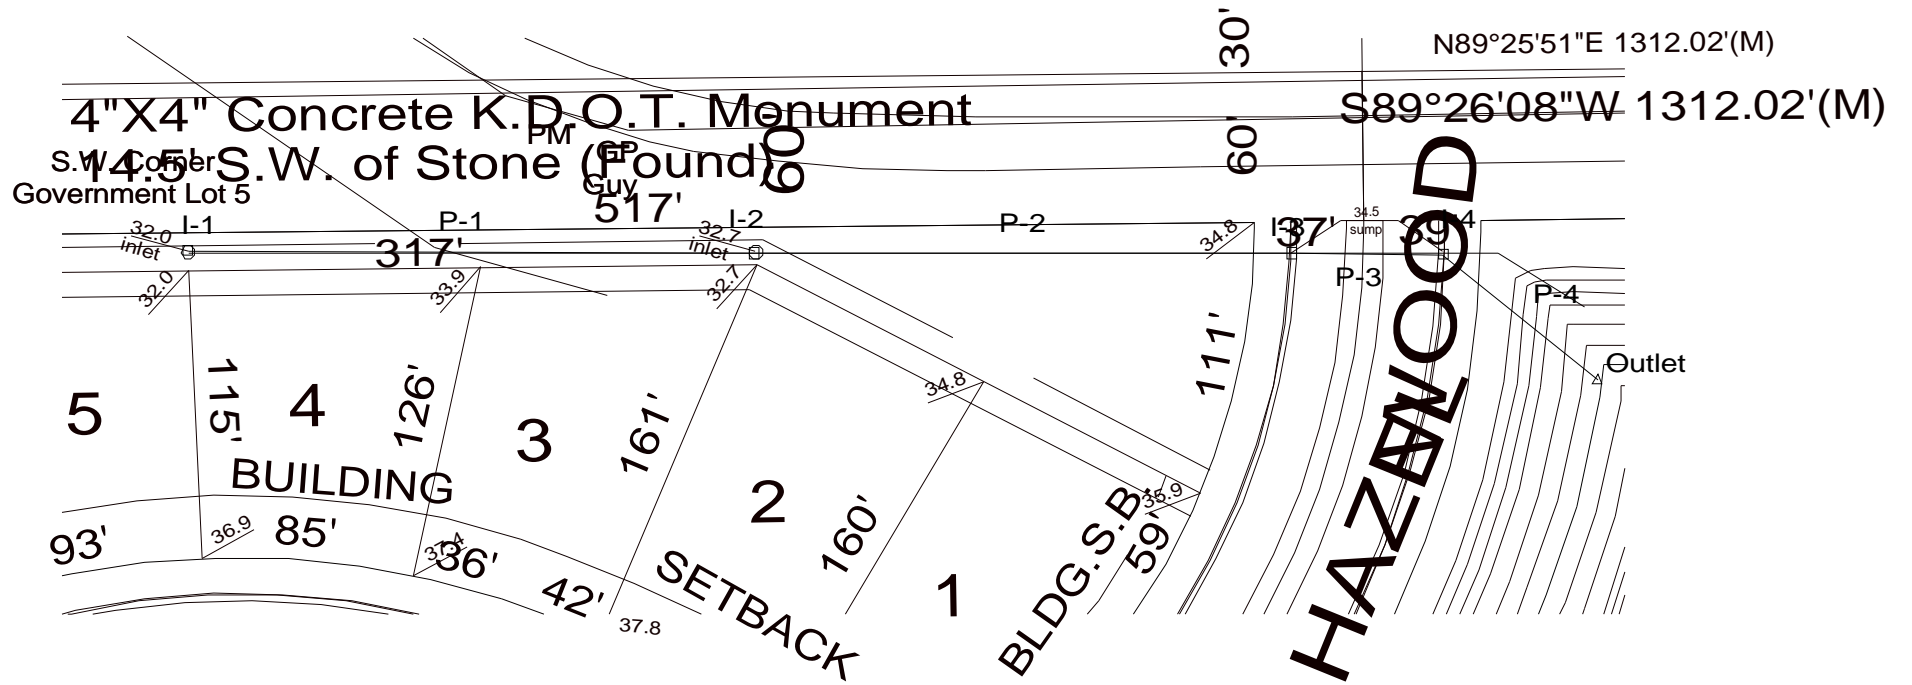 30'
N89°25'51"E 1312.02'(M)
4"X4" Concrete K.D.O.T. Monument
S89°26'08"W 1312.02'(M)
PM
60'
60'
S.W. Corner
14.5' S.W. of Stone (Found)
GP
Government Lot 5
Guy
517'
I-1
P-1
I-2
P-2
34.5
sump
32.0
inlet
32.7
inlet
34.8
I-3
37'
39'
I-4
317'
P-3
P-4
32.0
33.9
32.7
111'
Outlet
34.8
115'
126'
161'
5
4
3
2
1
BUILDING
35.9
93'
36.9
85'
37.4
36'
42'
37.8
SETBACK
160'
BLDG.S.B.
59'
HAZELWOOD